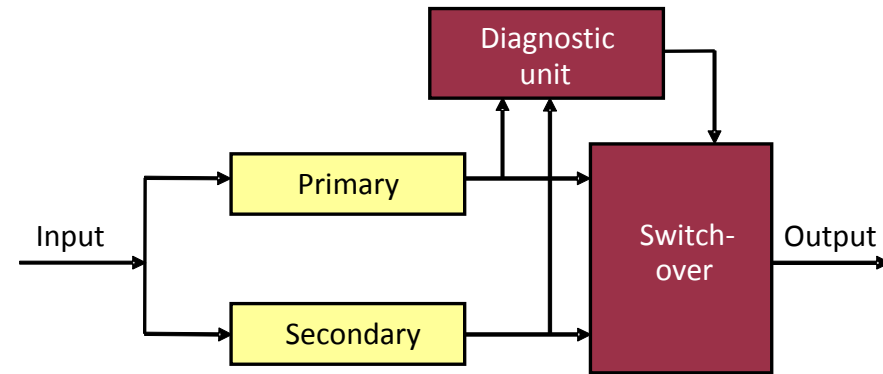 Diagnostic
unit
Primary
Input
Switch-
over
Output
Secondary